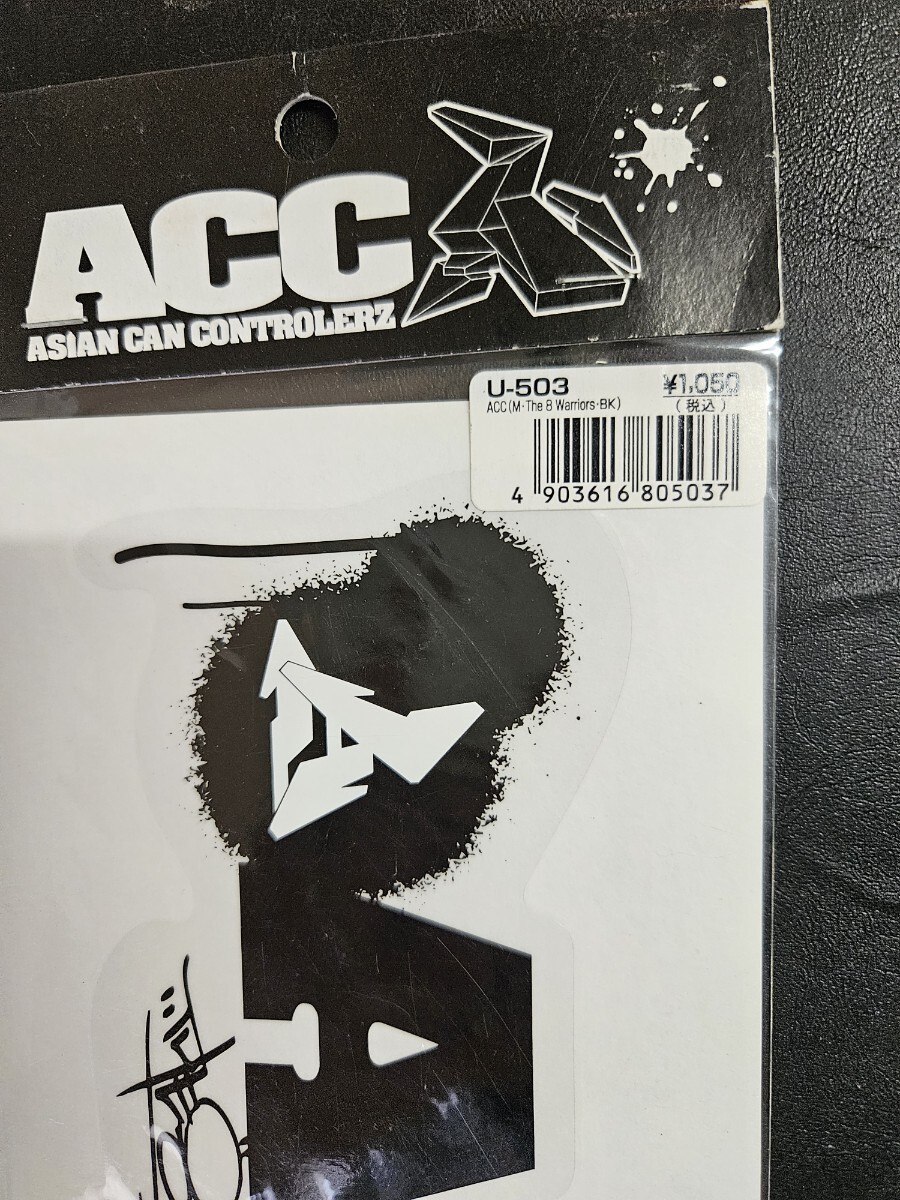 ACC
ASIAN CAN CONTROLERZ
U-503 ¥1,050
ACC(M-The 8 Warriors-BK) (税込)
4 903616 805037
A